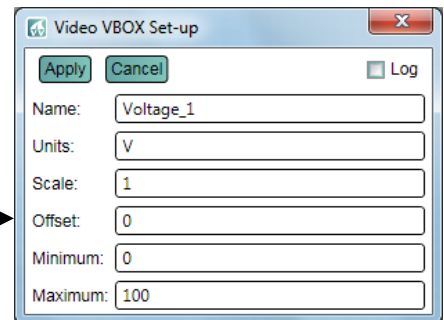 Video VBOX Set-up
Apply Cancel Log
Name: Voltage_1
Units: V
Scale: 1
Offset: 0
Minimum: 0
Maximum: 100